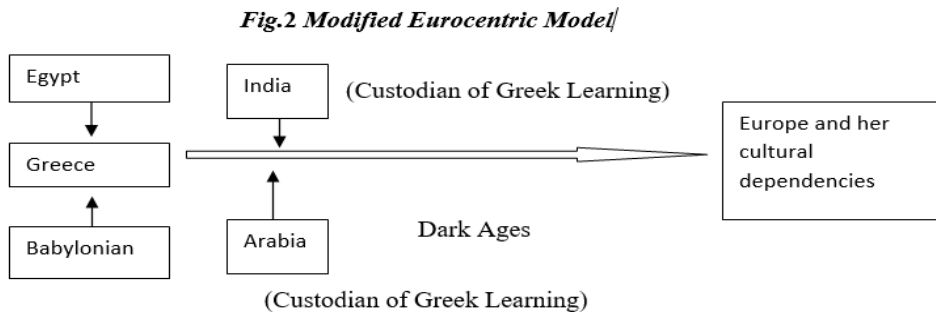 Fig.2 Modified Eurocentric Model
Egypt
India
(Custodian of Greek Learning)
Greece
Europe and her
cultural
dependencies
Babylonian
Arabia
Dark Ages
(Custodian of Greek Learning)